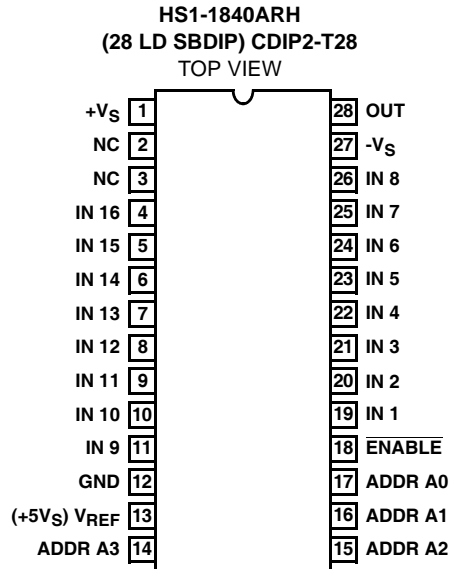 HS1-1840ARH
(28 LD SBDIP) CDIP2-T28
TOP VIEW
+VS 1 28 OUT
NC 2 27 -VS
NC 3 26 IN 8
IN 16 4 25 IN 7
IN 15 5 24 IN 6
IN 14 6 23 IN 5
IN 13 7 22 IN 4
IN 12 8 21 IN 3
IN 11 9 20 IN 2
IN 10 10 19 IN 1
IN 9 11 18 ENABLE
GND 12 17 ADDR A0
(+5VS) VREF 13 16 ADDR A1
ADDR A3 14 15 ADDR A2